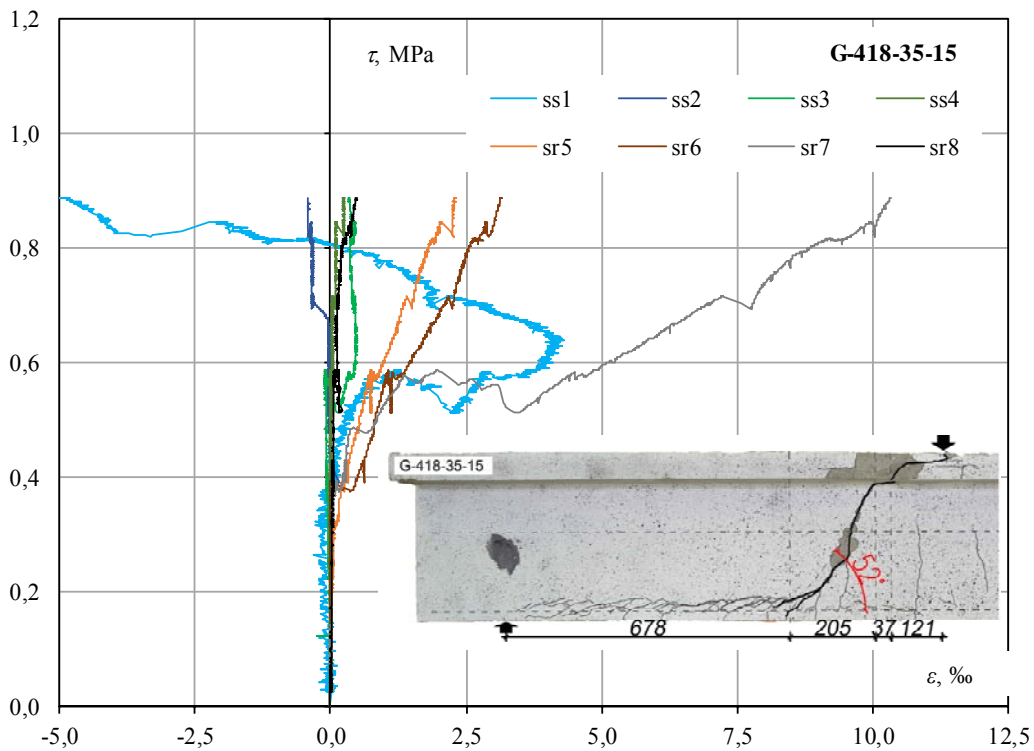 1,2
τ, MPa
G-418-35-15
ss1 ss2 ss3 ss4
sr5 sr6 sr7 sr8
1,0
0,8
0,6
0,4
0,2
0,0
G-418-35-15
57°
678 205 37 121
ε, ‰
-5,0 -2,5 0,0 2,5 5,0 7,5 10,0 12,5